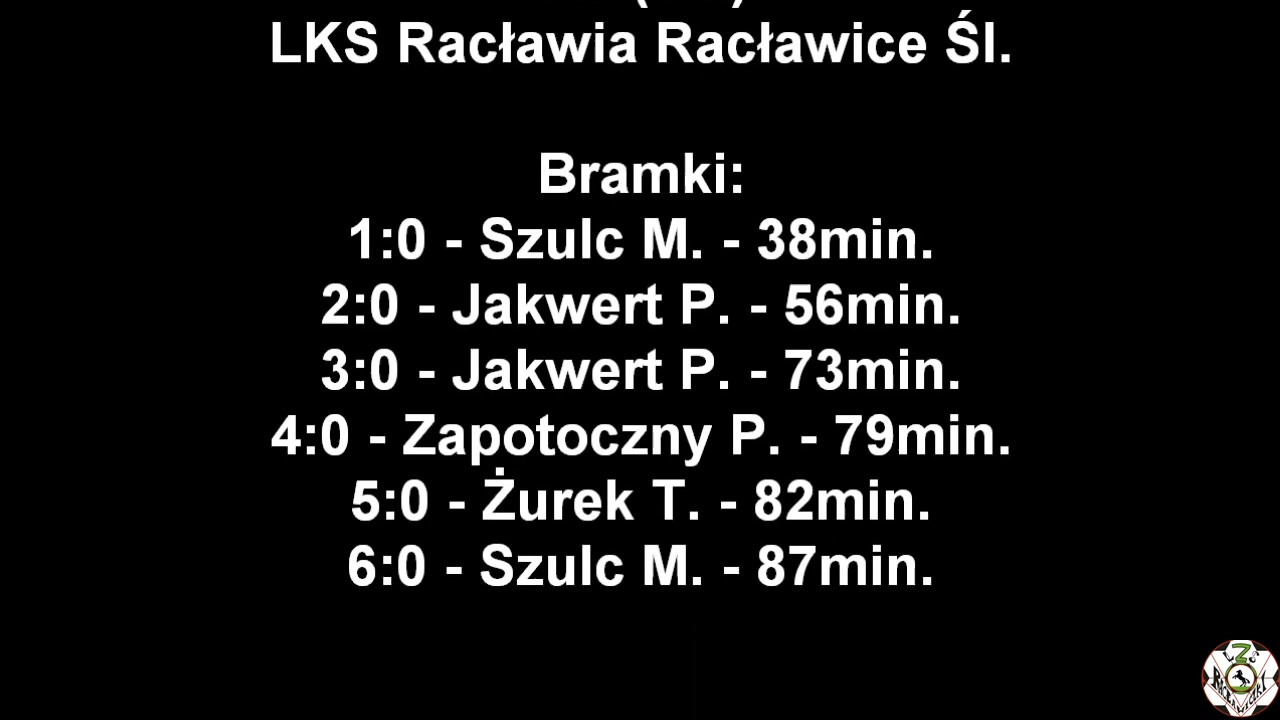 LKS Racławia Racławice Śl.
Bramki:
1:0 - Szulc M. - 38min.
2:0 - Jakwert P. - 56min.
3:0 - Jakwert P. - 73min.
4:0 - Zapotoczny P. - 79min.
5:0 - Żurek T. - 82min.
6:0 - Szulc M. - 87min.
LZS